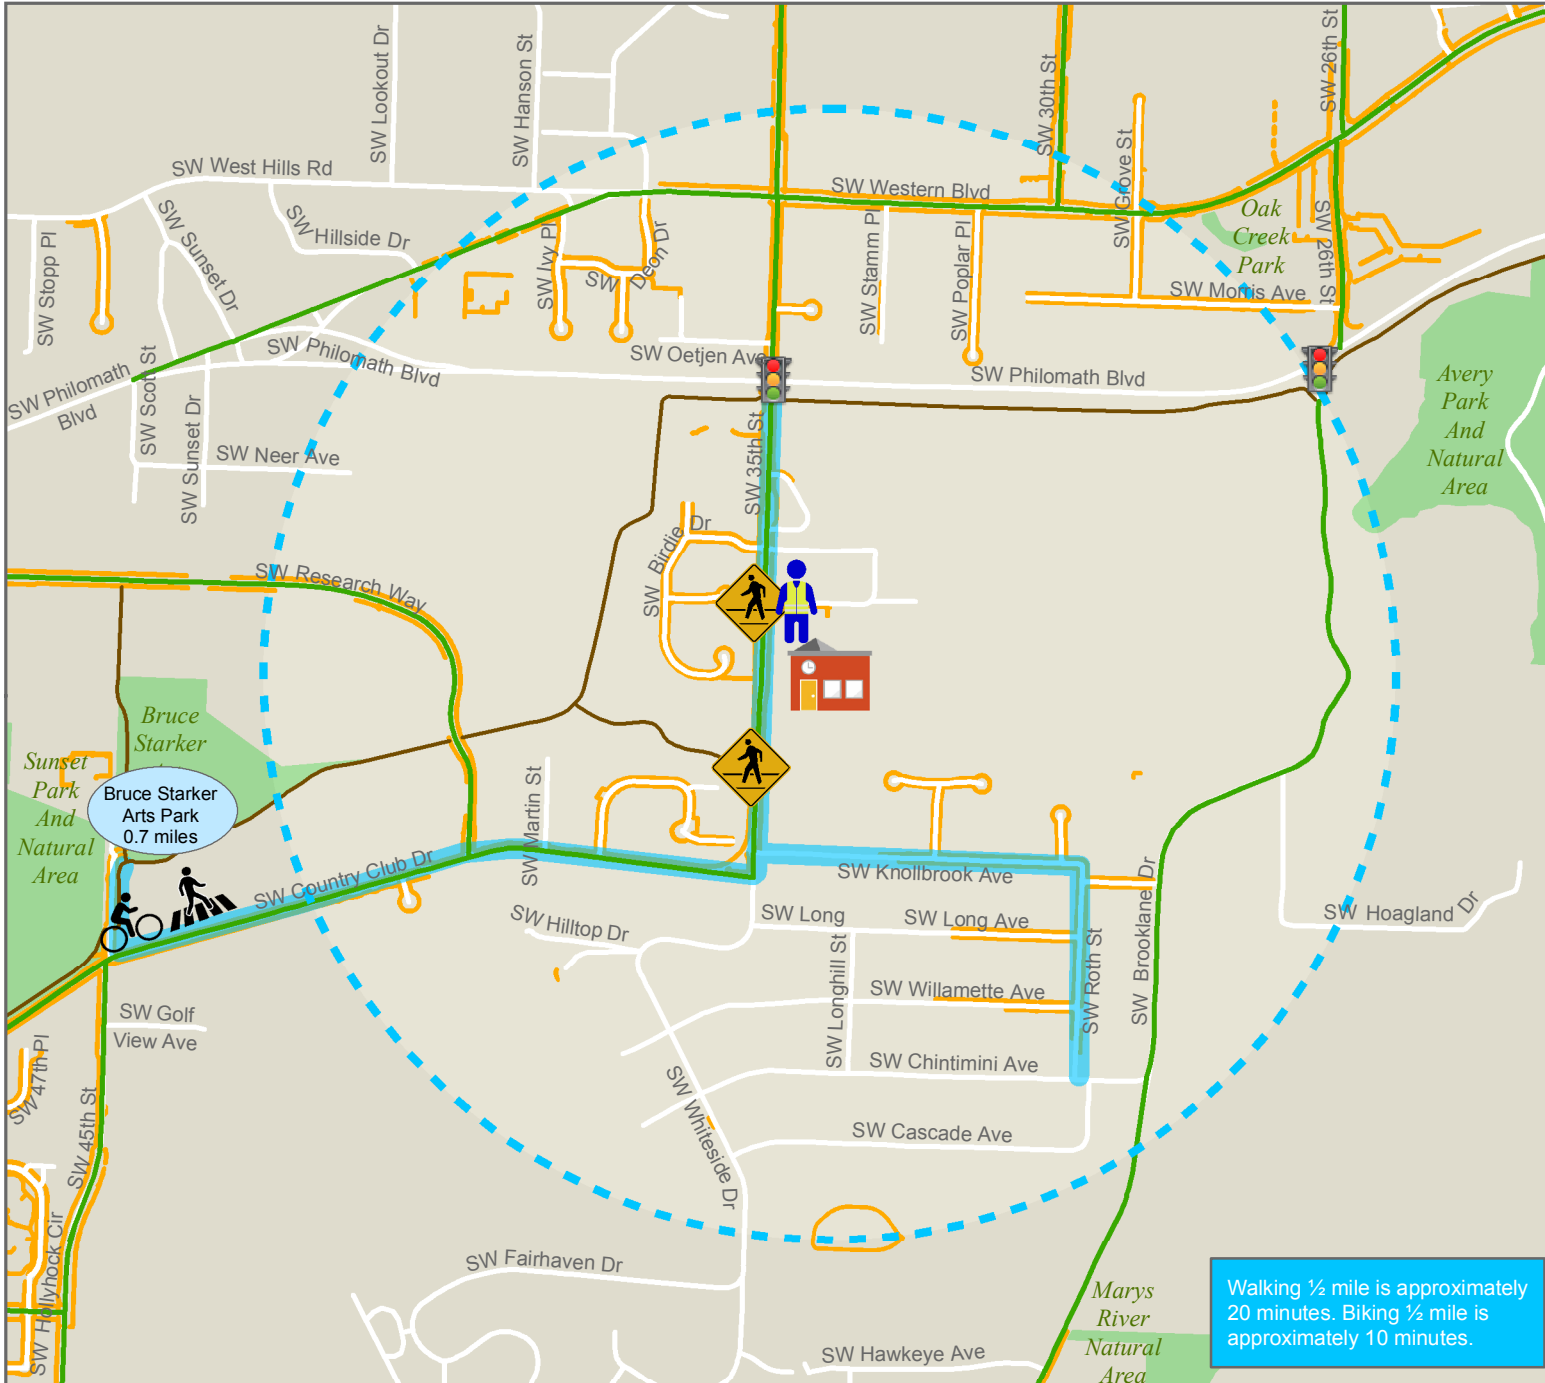 SW Lookout Dr
SW Hanson St
SW 30th St
SW 26th St
SW West Hills Rd
SW Western Blvd
SW Grove St
SW Stopp Pl
SW Sunset Dr
SW
Hillside Dr
SW Ivy Pl
SW
Deon Dr
SW Stamm Pl
SW Poplar Pl
Oak
Creek
Park
SW 26th St
SW Morris Ave
SW Philomath
Blvd
SW Scott St
SW Philomath Blvd
SW Oetjen Ave
SW Philomath Blvd
Avery
Park
And
Natural
Area
SW Sunset Dr
SW Neer Ave
SW 35th St
SW Birdie Dr
SW Research Way
Bruce
Starker
Sunset
Park
And
Natural
Area
Bruce Starker
Arts Park
0.7 miles
SW Martin St
SW Country Club Dr
SW Knollbrook Ave
SW Hilltop Dr
SW Long
SW Long Ave
SW Longhill St
SW Willamette Ave
SW Roth St
SW Brooklane Dr
SW Hoagland Dr
SW Golf
View Ave
SW 47th Pl
SW 45th St
SW Chintimini Ave
SW Whiteside Dr
SW Cascade Ave
SW Hollyhock Cir
SW Fairhaven Dr
SW Hawkeye Ave
Marys
River
Natural
Area
Walking ½ mile is approximately
20 minutes. Biking ½ mile is
approximately 10 minutes.